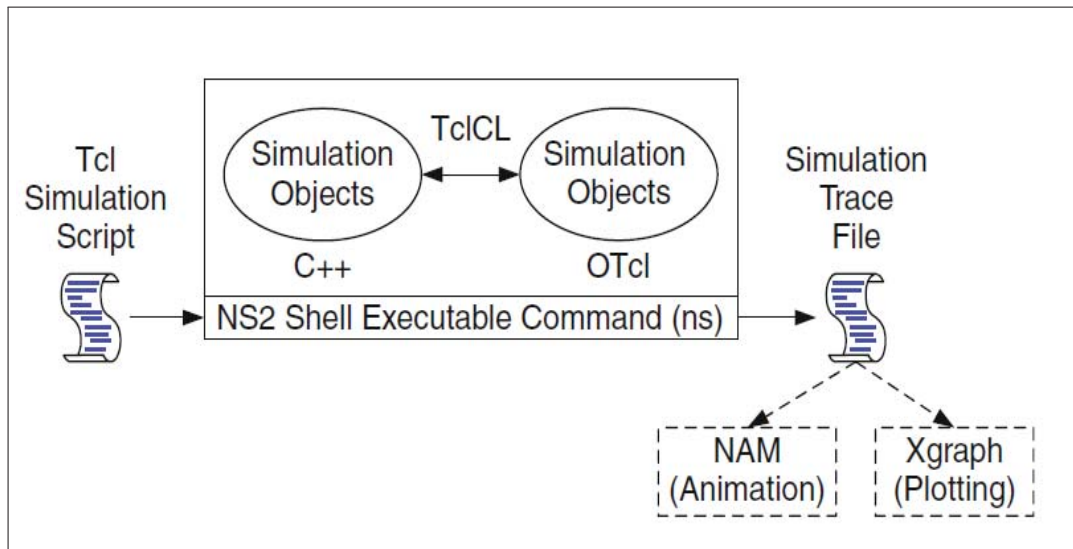 Tcl
Simulation
Script
Simulation
Objects
C++
TclCL
Simulation
Objects
OTcl
NS2 Shell Executable Command (ns)
Simulation
Trace
File
NAM
(Animation)
Xgraph
(Plotting)